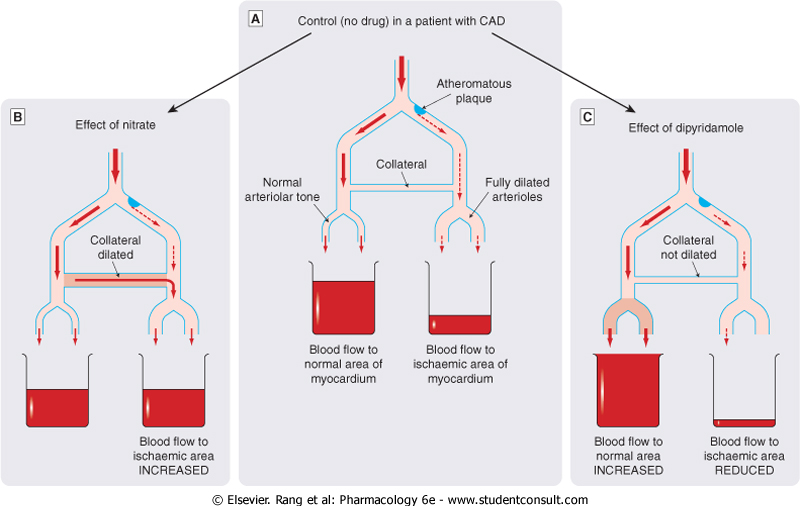 A
Control (no drug) in a patient with CAD
Atheromatous
plaque
Collateral
Normal
arteriolar tone
Fully dilated
arterioles
Blood flow to
normal area of
myocardium
Blood flow to
ischaemic area of
myocardium
B
Effect of nitrate
Collateral
dilated
Blood flow to
ischaemic area
INCREASED
C
Effect of dipyridamole
Collateral
not dilated
Blood flow to
normal area
INCREASED
Blood flow to
ischaemic area
REDUCED
© Elsevier. Rang et al: Pharmacology 6e - www.studentconsult.com